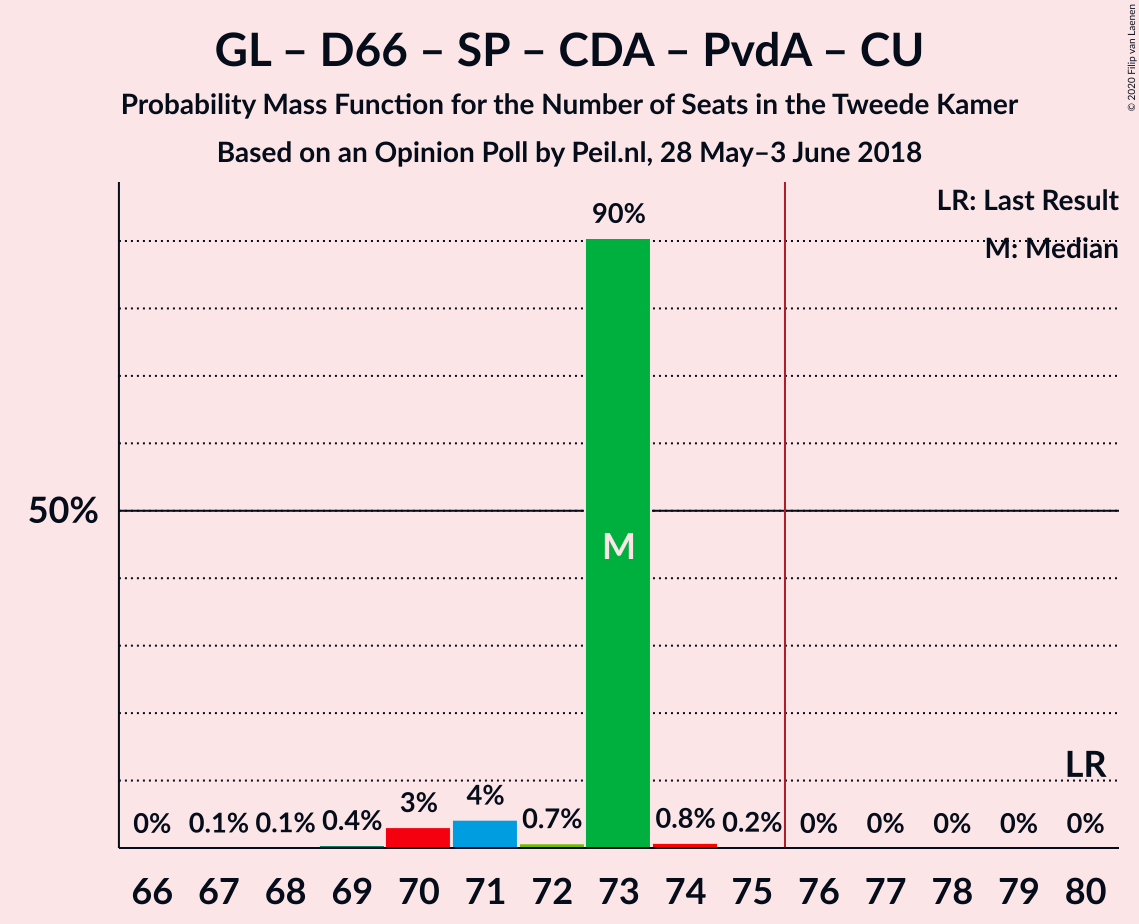 GL – D66 – SP – CDA – PvdA – CU
Probability Mass Function for the Number of Seats in the Tweede Kamer
Based on an Opinion Poll by Peil.nl, 28 May–3 June 2018
© 2020 Filip van Laenen
LR: Last Result
M: Median
90%
50%
M
LR
0% 0.1% 0.1% 0.4% 3% 4% 0.7% 0.8% 0.2% 0% 0% 0% 0% 0%
66 67 68 69 70 71 72 73 74 75 76 77 78 79 80